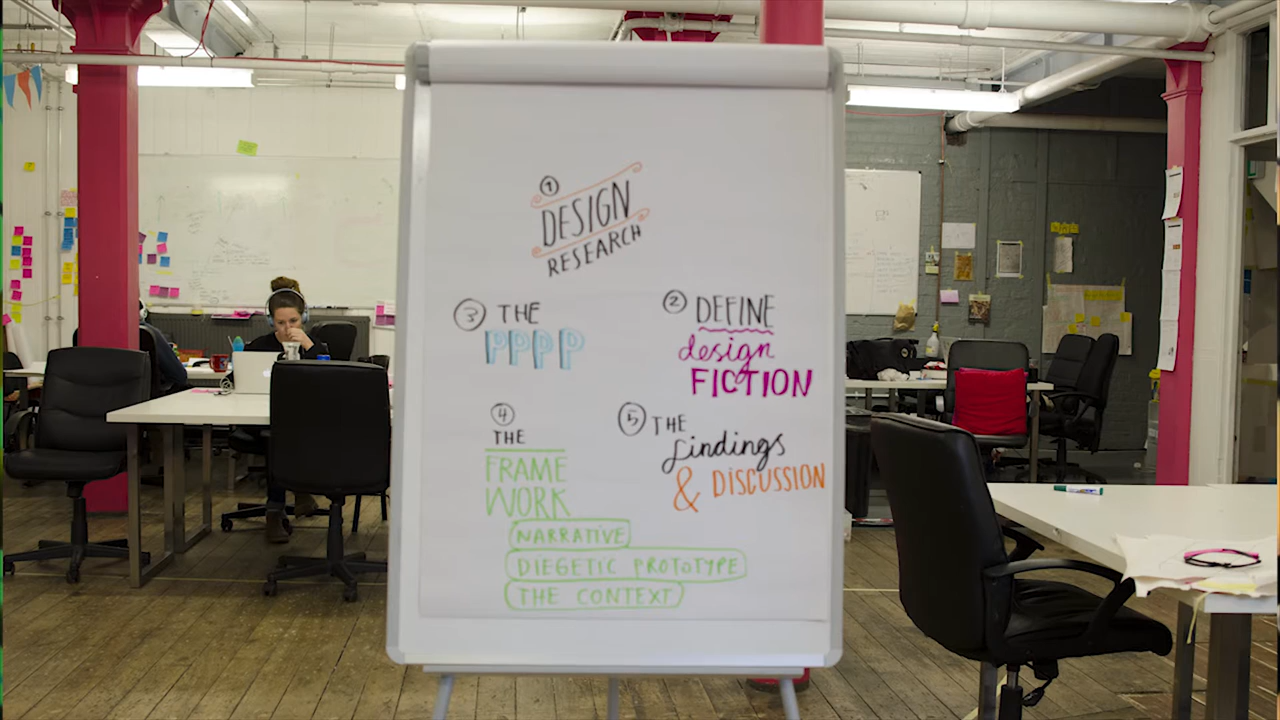 1
DESIGN
RESEARCH
3 THE
PPPP
2 DEFINE
design
FICTION
4
THE
FRAME
WORK
NARRATIVE
DIEGETIC PROTOTYPE
THE CONTEXT
5 THE
findings
& DISCUSSION